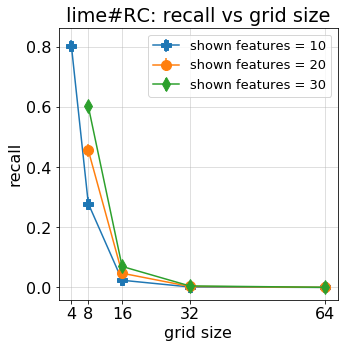 lime#RC: recall vs grid size
shown features = 10
shown features = 20
shown features = 30
recall
0.8
0.6
0.4
0.2
0.0
4 8 16 32 64
grid size